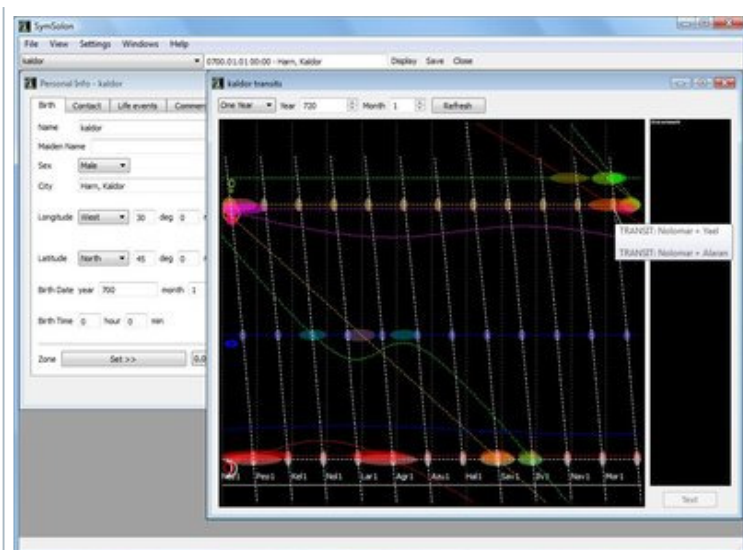 SymSolon
File View Settings Windows Help
kaldor 0700.01.01 00:00 - Harn, Kaldor Display Save Close
Personal Info - kaldor
Birth Contact Life events
Name kaldor
Maiden Name
Sex Male
City Harn, Kaldor
Longitude West 30 deg 0
Latitude North 45 deg 0
Birth Date year 700 month 1
Birth Time 0 hour 0 min
Zone Set >>
kaldor transits
One Year Year 720 Month 1 Refresh
TRANSIT: Nolomar = Yael
TRANSIT: Nolomar = Alaran
Peo1 Kel1 Nol1 Lar1 Agr1 Azu1 Hal1 Sav1 Ilv1 Nav1 Mor1
Text